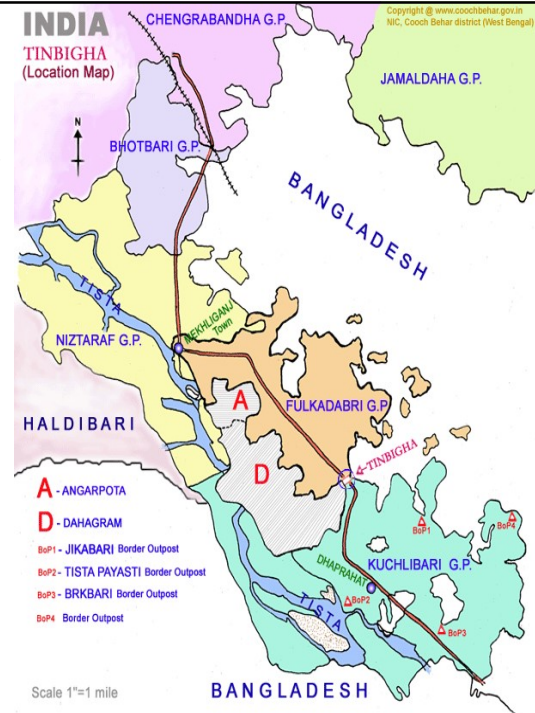 INDIA
TINBIGHA
(Location Map)
CHENGRABANDHA G.P.
Copyright @ www.coochbehar.gov.in
NIC, Cooch Behar district (West Bengal)
JAMALDAHA G.P.
N
BHOTBARI G.P.
BANGLADESH
TISTA
MEKHLIGANJ
Town
NIZTARAF G.P.
A
FULKADABRI G.P
HALDIBARI
D
TINBIGHA
A - ANGARPOTA
D - DAHAGRAM
BoP1 - JIKABARI Border Outpost
BoP2 - TISTA PAYASTI Border Outpost
BoP3 - BRKBARI Border Outpost
BoP4 Border Outpost
BoP1
BoP4
KUCHLIBARI G.P.
DHAPRAHAT
BoP2
TISTA
BoP3
Scale 1"=1 mile
BANGLADESH